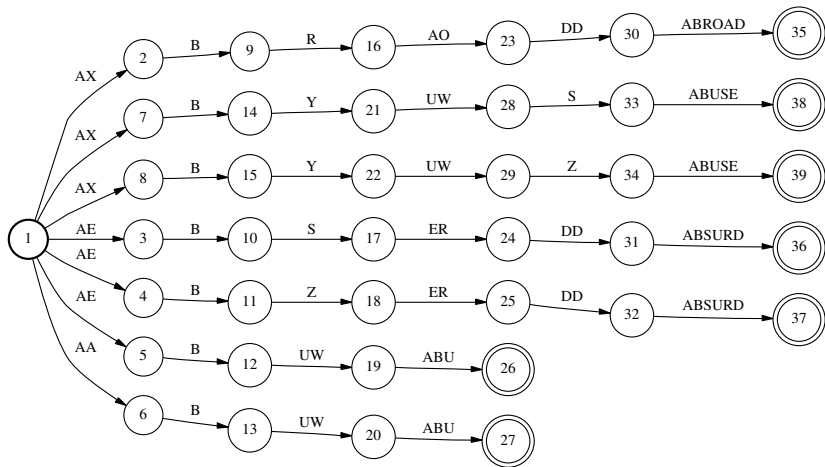 AX 2 B 9 R 16 AO 23 DD 30 ABROAD 35
AX 7 B 14 Y 21 UW 28 S 33 ABUSE 38
AX 8 B 15 Y 22 UW 29 Z 34 ABUSE 39
1 AE 3 B 10 S 17 ER 24 DD 31 ABSURD 36
AE 4 B 11 Z 18 ER 25 DD 32 ABSURD 37
AE 5 B 12 UW 19 ABU 26
AA 6 B 13 UW 20 ABU 27